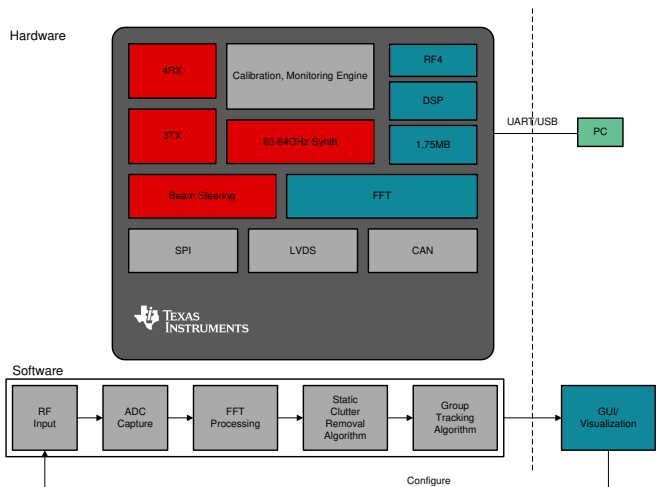 Hardware
4RX
Calibration, Monitoring Engine
RF4
DSP
3TX
60-64GHz Synth
1.75MB
UART/USB
PC
Beam Steering
FFT
SPI
LVDS
CAN
TEXAS
INSTRUMENTS
Software
RF
Input
ADC
Capture
FFT
Processing
Static
Clutter
Removal
Algorithm
Group
Tracking
Algorithm
GUI/
Visualization
Configure